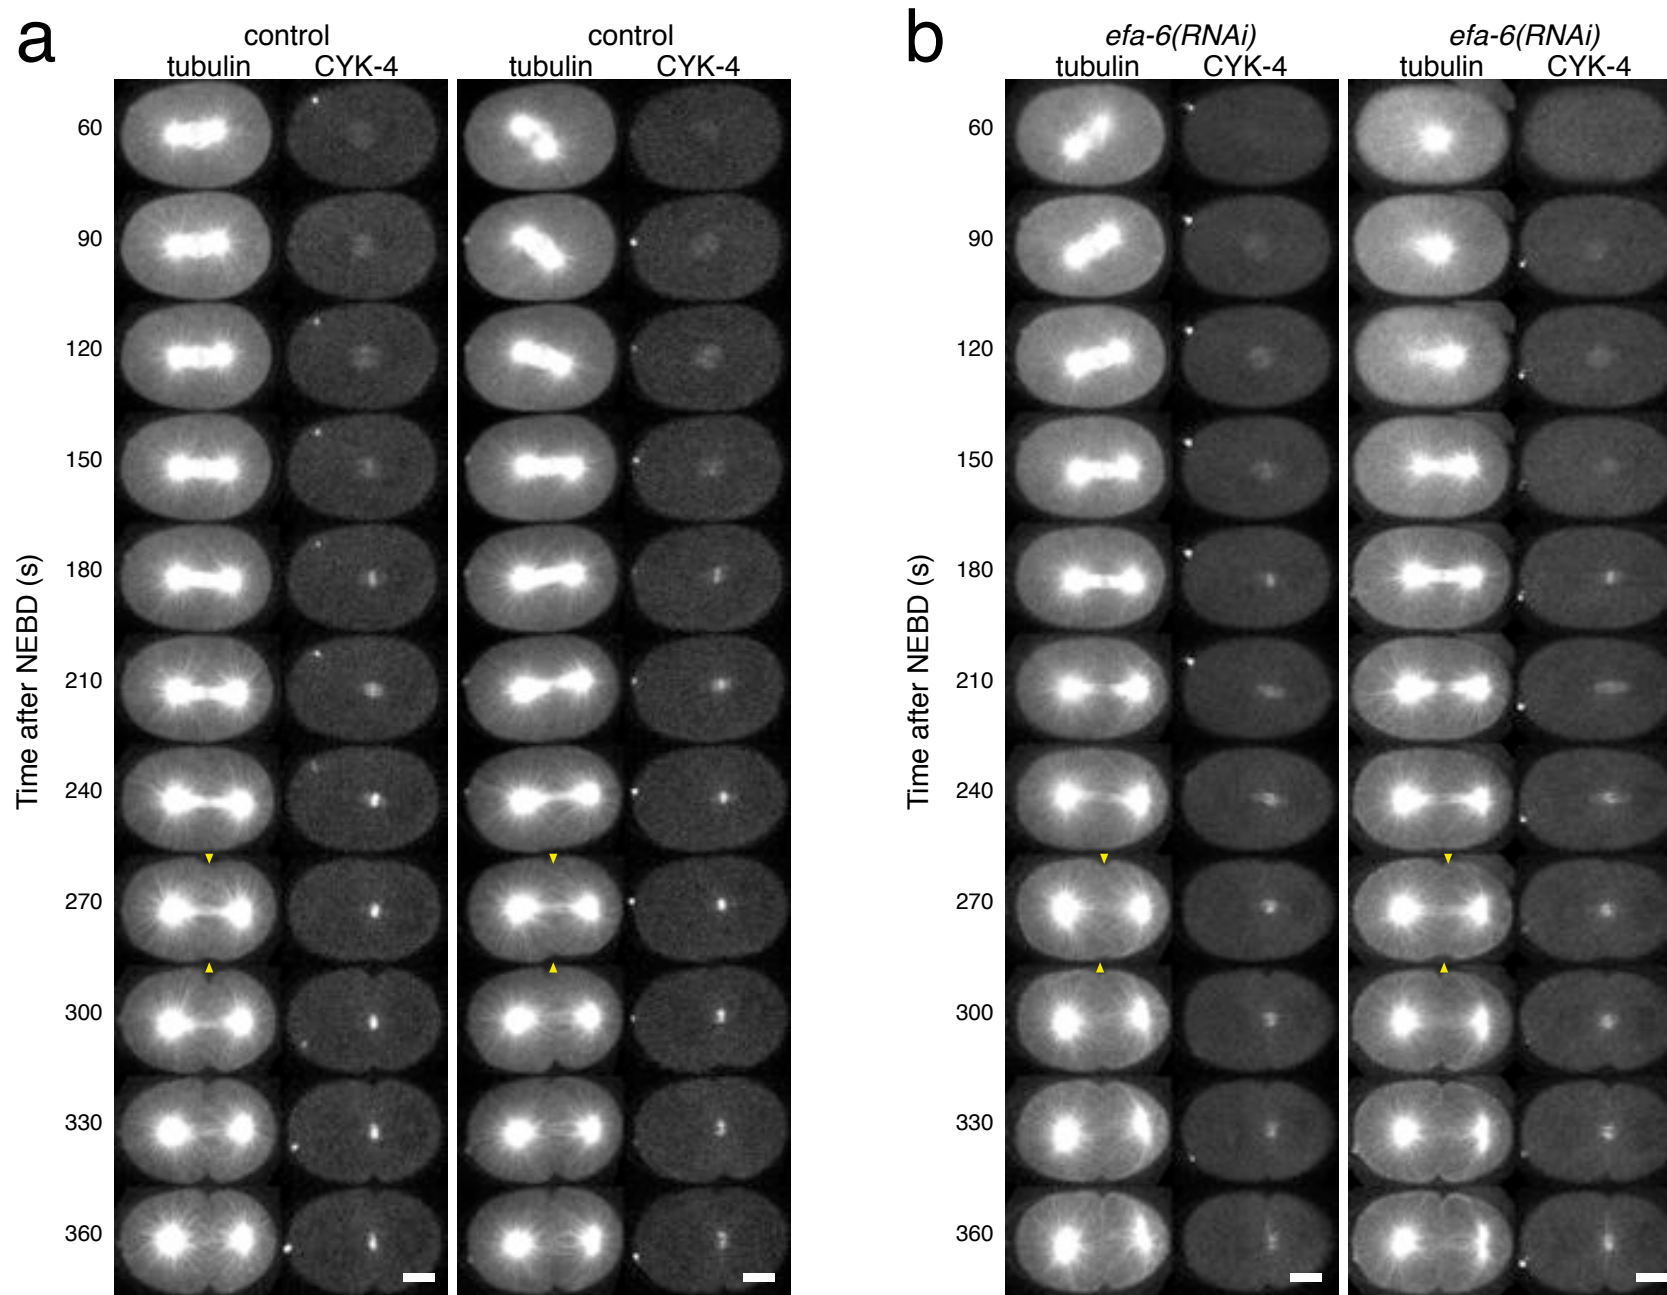 a
control control
tubulin CYK-4 tubulin CYK-4
Time after NEBD (s)
60
90
120
150
180
210
240
270
300
330
360
b
efa-6(RNAi) efa-6(RNAi)
tubulin CYK-4 tubulin CYK-4
Time after NEBD (s)
60
90
120
150
180
210
240
270
300
330
360